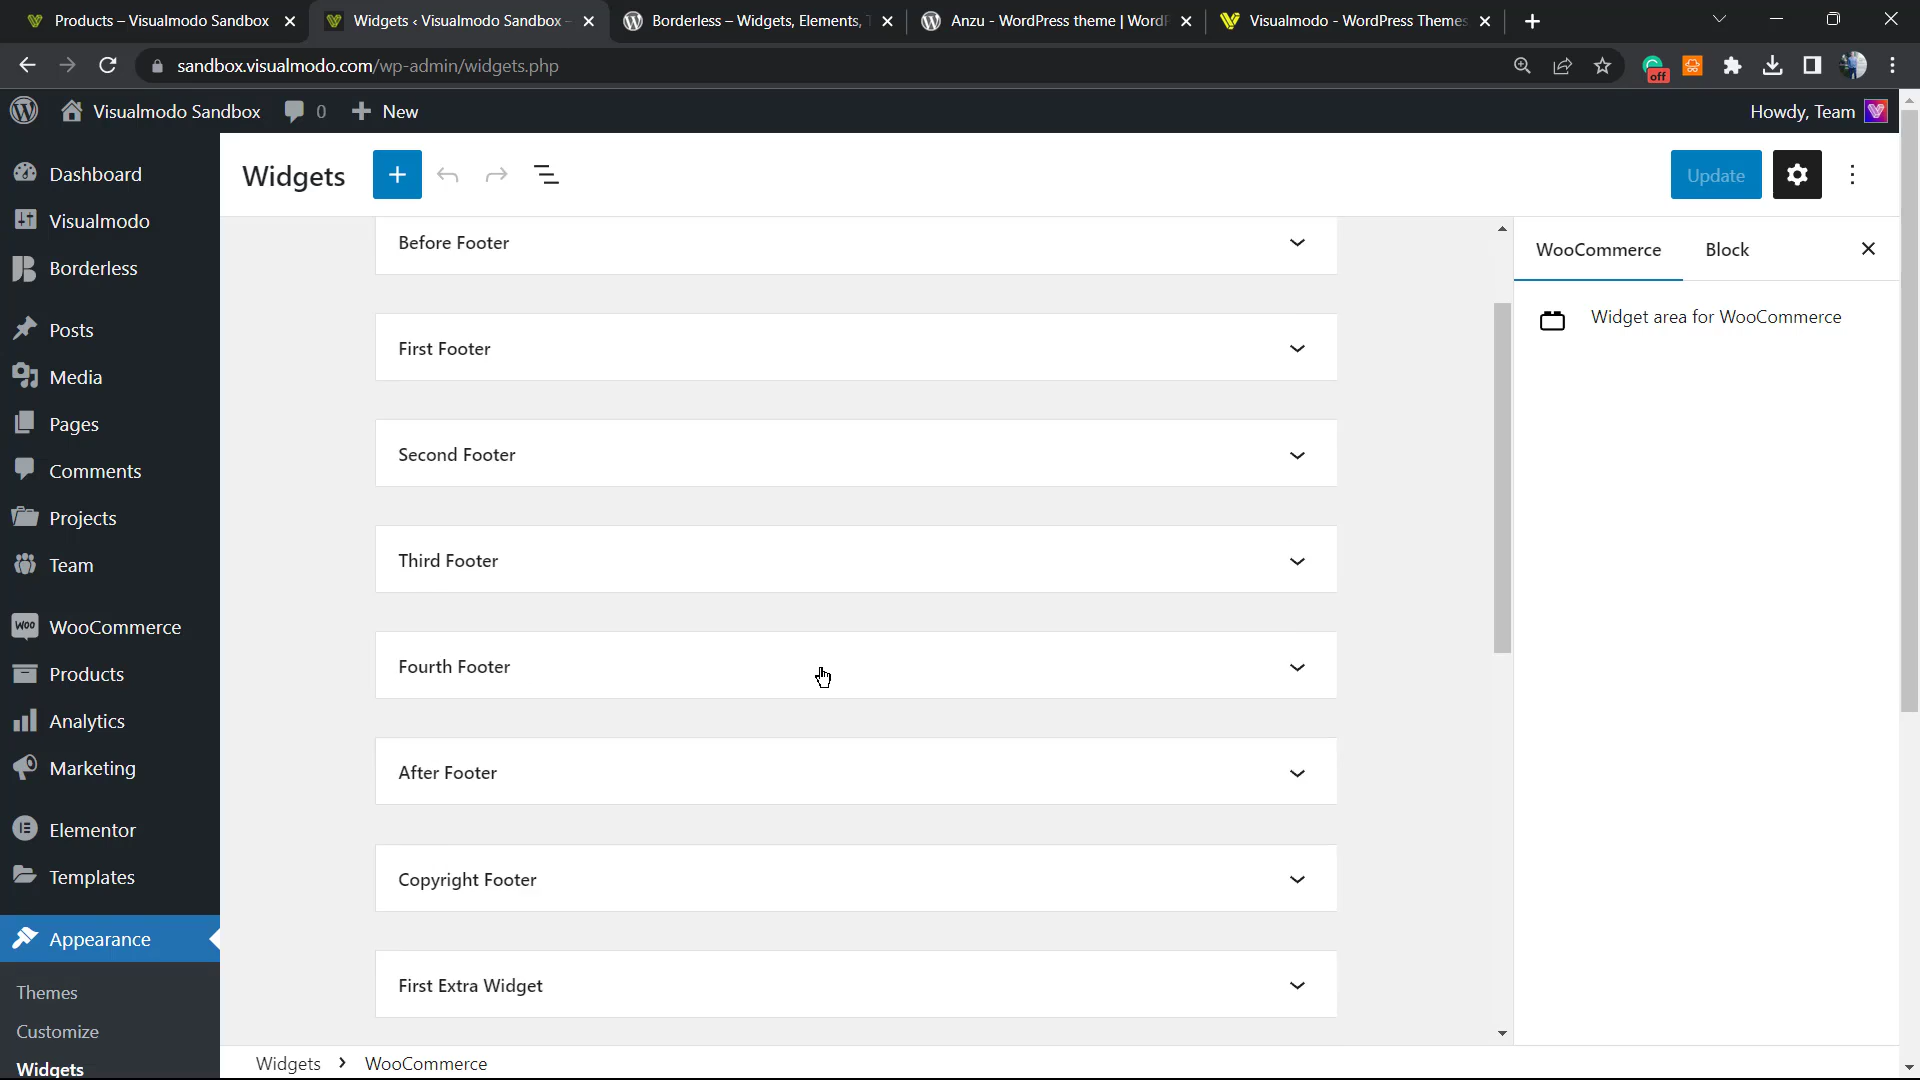 Products – Visualmodo Sandbox
Widgets ‹ Visualmodo Sandbox –
Borderless – Widgets, Elements, T
Anzu - WordPress theme | WordP
Visualmodo - WordPress Themes
sandbox.visualmodo.com/wp-admin/widgets.php
off
Visualmodo Sandbox
0
New
Howdy, Team
Dashboard
Visualmodo
Borderless
Posts
Media
Pages
Comments
Projects
Team
Woo WooCommerce
Products
Analytics
Marketing
Elementor
Templates
Appearance
Themes
Customize
Widgets
Widgets
Update
Before Footer
First Footer
Second Footer
Third Footer
Fourth Footer
After Footer
Copyright Footer
First Extra Widget
WooCommerce
Block
Widget area for WooCommerce
Widgets › WooCommerce